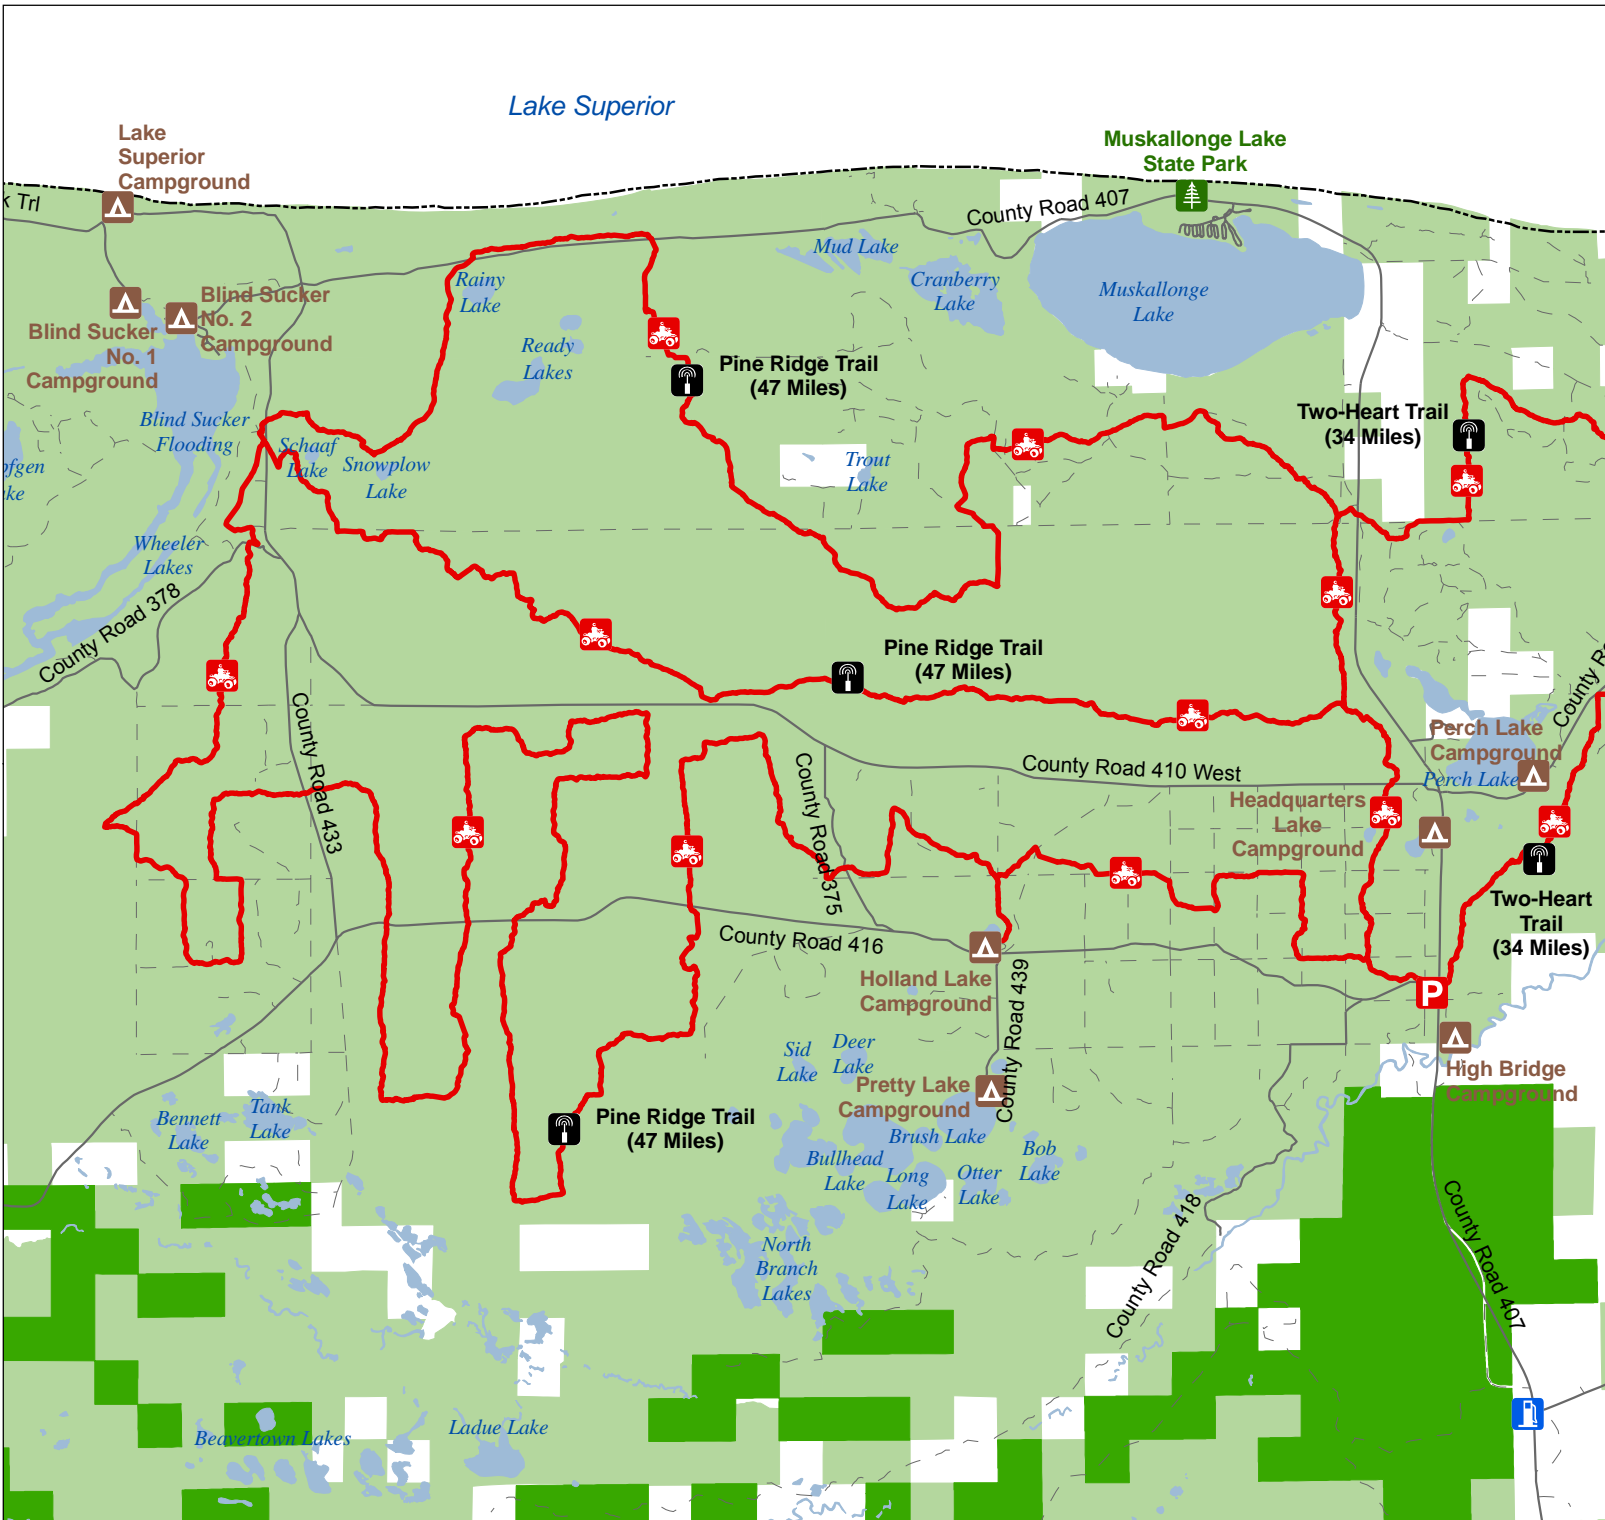 Lake Superior
Lake
Superior
Campground
Muskallonge Lake
State Park
k Trl
County Road 407
Mud Lake
Cranberry
Lake
Muskallonge
Lake
Rainy
Lake
Blind Sucker
No. 2
Campground
Blind Sucker
No. 1
Campground
Ready
Lakes
Pine Ridge Trail
(47 Miles)
Two-Heart Trail
(34 Miles)
Blind Sucker
Flooding
Schaaf
Lake
Snowplow
Lake
Trout
Lake
ofgen
ke
Wheeler
Lakes
County Road 378
Pine Ridge Trail
(47 Miles)
County R
County Road 433
Perch Lake
Campground
Perch Lake
County Road 410 West
County Road 375
Headquarters
Lake
Campground
Two-Heart
Trail
(34 Miles)
County Road 416
Holland Lake
Campground
County Road 439
P
Sid
Lake
Deer
Lake
Pretty Lake
Campground
High Bridge
Campground
Bennett
Lake
Tank
Lake
Pine Ridge Trail
(47 Miles)
Brush Lake
Bullhead
Lake
Long
Lake
Otter
Lake
Bob
Lake
County Road 418
County Road 407
North
Branch
Lakes
Beavertown Lakes
Ladue Lake